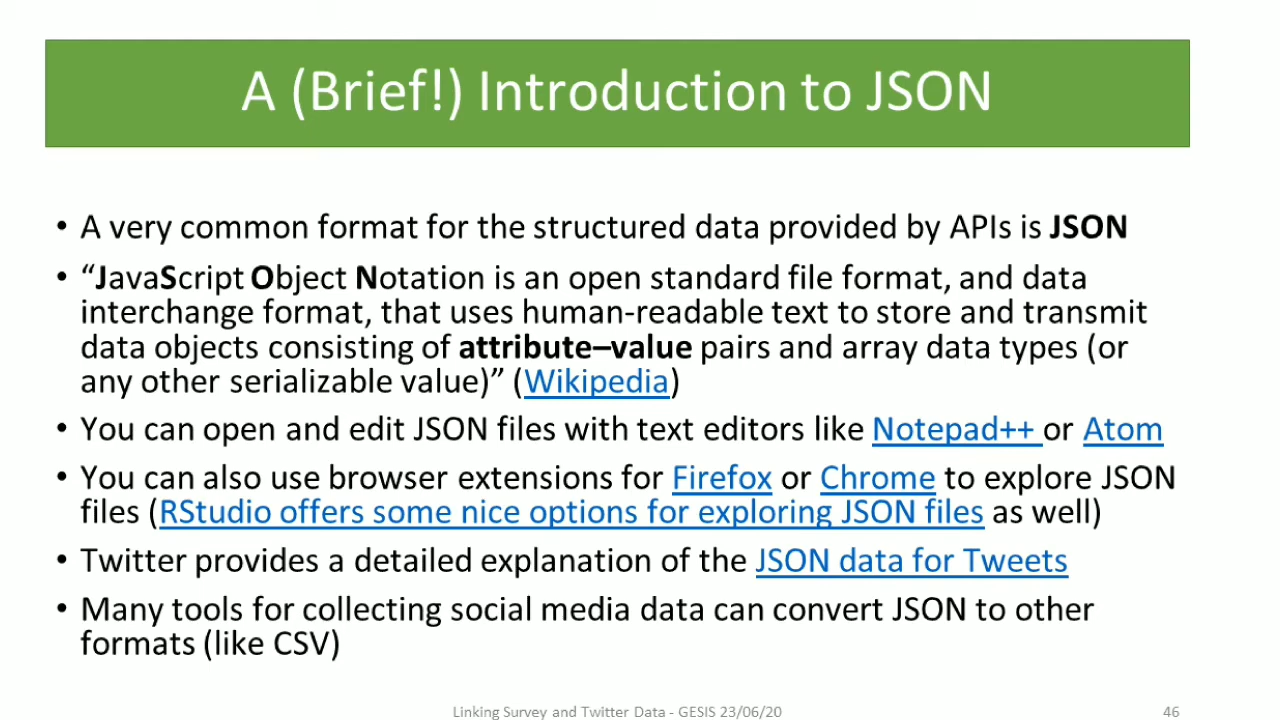 A (Brief!) Introduction to JSON
• A very common format for the structured data provided by APIs is JSON
• “JavaScript Object Notation is an open standard file format, and data
interchange format, that uses human-readable text to store and transmit
data objects consisting of attribute–value pairs and array data types (or
any other serializable value)” (Wikipedia)
• You can open and edit JSON files with text editors like Notepad++ or Atom
• You can also use browser extensions for Firefox or Chrome to explore JSON
files (RStudio offers some nice options for exploring JSON files as well)
• Twitter provides a detailed explanation of the JSON data for Tweets
• Many tools for collecting social media data can convert JSON to other
formats (like CSV)
Linking Survey and Twitter Data - GESIS 23/06/20
46